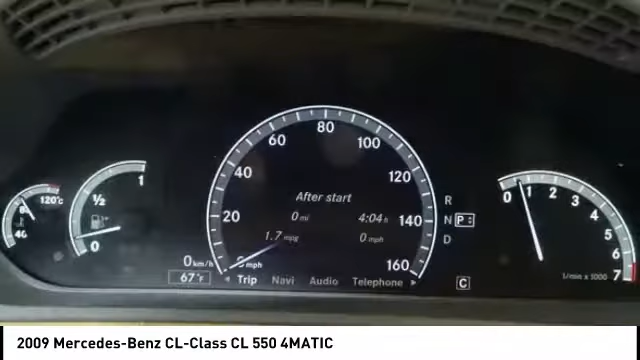 80
60
100
120°C
1
40
120
0 1 2 3 4 5 6 7
½
After start
R
0 mi
4:04 h
20
140
N P
40
0
1.7 mpg
0 mph
D
0 km/h
mph
160
1/min x 1000
67°F
Trip Navi Audio Telephone
C
2009 Mercedes-Benz CL-Class CL 550 4MATIC